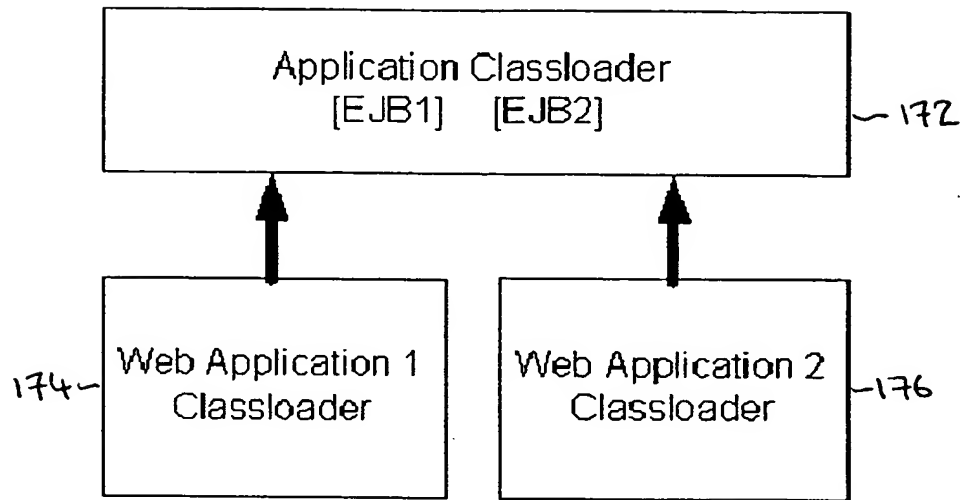 Application Classloader
[EJB1] [EJB2]
172
Web Application 1
Classloader
174
Web Application 2
Classloader
176